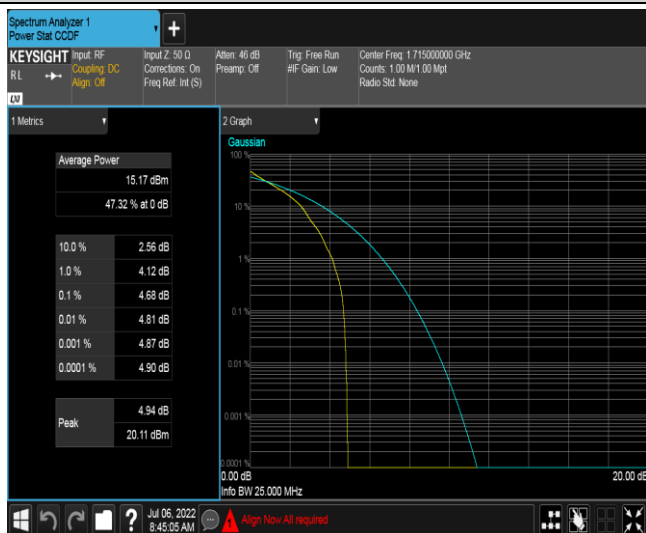 Spectrum Analyzer 1
Power Stat CCDF
KEYSIGHT
RL
Input: RF
Coupling: DC
Align: Off
Input Z: 50 Ω
Corrections: On
Freq Ref: Int (S)
Atten: 46 dB
Preamp: Off
Trig: Free Run
#IF Gain: Low
Center Freq: 1.715000000 GHz
Counts: 1.00 M/1.00 Mpt
Radio Std: None
LXI
1 Metrics
Average Power
15.17 dBm
47.32 % at 0 dB
10.0 % 2.56 dB
1.0 % 4.12 dB
0.1 % 4.68 dB
0.01 % 4.81 dB
0.001 % 4.87 dB
0.0001 % 4.90 dB
Peak
4.94 dB
20.11 dBm
2 Graph
Gaussian
100 %
10 %
1 %
0.1 %
0.01 %
0.001 %
0.0001 %
0.00 dB
20.00 dB
Info BW 25.000 MHz
?
Jul 06, 2022
8:45:05 AM
Align Now All required